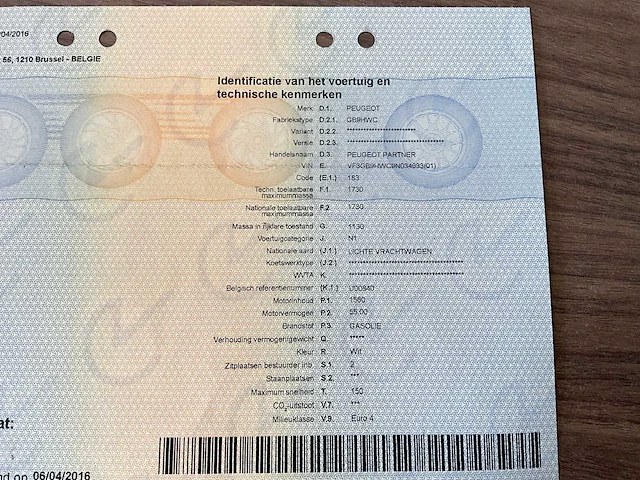 /04/2016
56, 1210 Brussel - BELGIE
Identificatie van het voertuig en
technische kenmerken
Merk D.1. PEUGEOT
Fabriekstype D.2.1. GB9HWC
Variant D.2.2. ********************
Versie D.2.3. ****************************
Handelsnaam D.3. PEUGEOT PARTNER
VIN E. VF3GB9HWC9N034633(01)
Code (E.1.) 183
Techn. toelaatbare
maximummassa F.1. 1730
Nationale toelaatbare
maximummassa F.2. 1730
Massa in rijklare toestand G. 1130
Voertuigcategorie J. N1
Nationale aard (J.1.) LICHTE VRACHTWAGEN
Koetswerktype (J.2.) **********************************
WVTA K. **********************************
Belgisch referentienummer (K.1.) U00840
Motorinhoud P.1. 1560
Motorvermogen P.2. 55.00
Brandstof P.3. GASOLIE
Verhouding vermogen/gewicht Q. *****
Kleur R. Wit
Zitplaatsen bestuurder inb. S.1. 2
Staanplaatsen S.2. ***
Maximum snelheid T. 150
CO2-uitstoot V.7. ***
Milieuklasse V.9. Euro 4
at:
nd op 06/04/2016